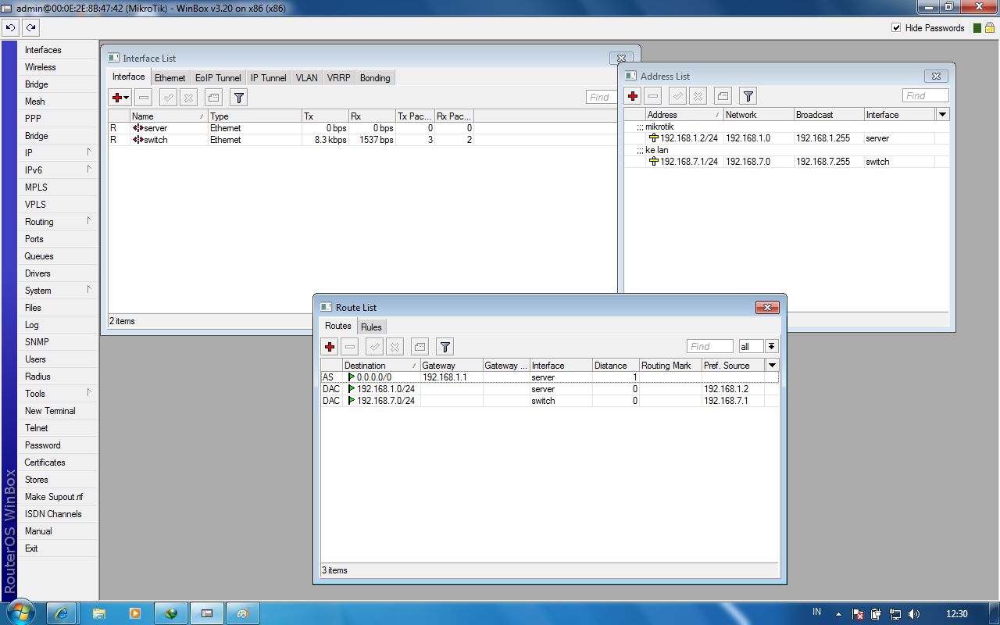 admin@00:0E:2E:8B:47:42 (MikroTik) - WinBox v3.20 on x86 (x86)
Hide Passwords
Interfaces
Wireless
Bridge
Mesh
PPP
Bridge
IP
IPv6
MPLS
VPLS
Routing
Ports
Queues
Drivers
System
Files
Log
SNMP
Users
Radius
Tools
New Terminal
Telnet
Password
Certificates
Stores
Make Supout.rif
ISDN Channels
Manual
Exit
RouterOS WinBox
Interface List
Interface Ethernet EoIP Tunnel IP Tunnel VLAN VRRP Bonding
Find
Name Type Tx Rx Tx Pac... Rx Pac...
R server Ethernet 0 bps 0 bps 0 0
R switch Ethernet 8.3 kbps 1537 bps 3 2
2 items
Address List
Find
Address Network Broadcast Interface
;;; mikrotik
192.168.1.2/24 192.168.1.0 192.168.1.255 server
;;; ke lan
192.168.7.1/24 192.168.7.0 192.168.7.255 switch
Route List
Routes Rules
Find all
Destination Gateway Gateway ... Interface Distance Routing Mark Pref. Source
AS 0.0.0.0/0 192.168.1.1 server 1
DAC 192.168.1.0/24 server 0 192.168.1.2
DAC 192.168.7.0/24 switch 0 192.168.7.1
3 items
IN 12:30